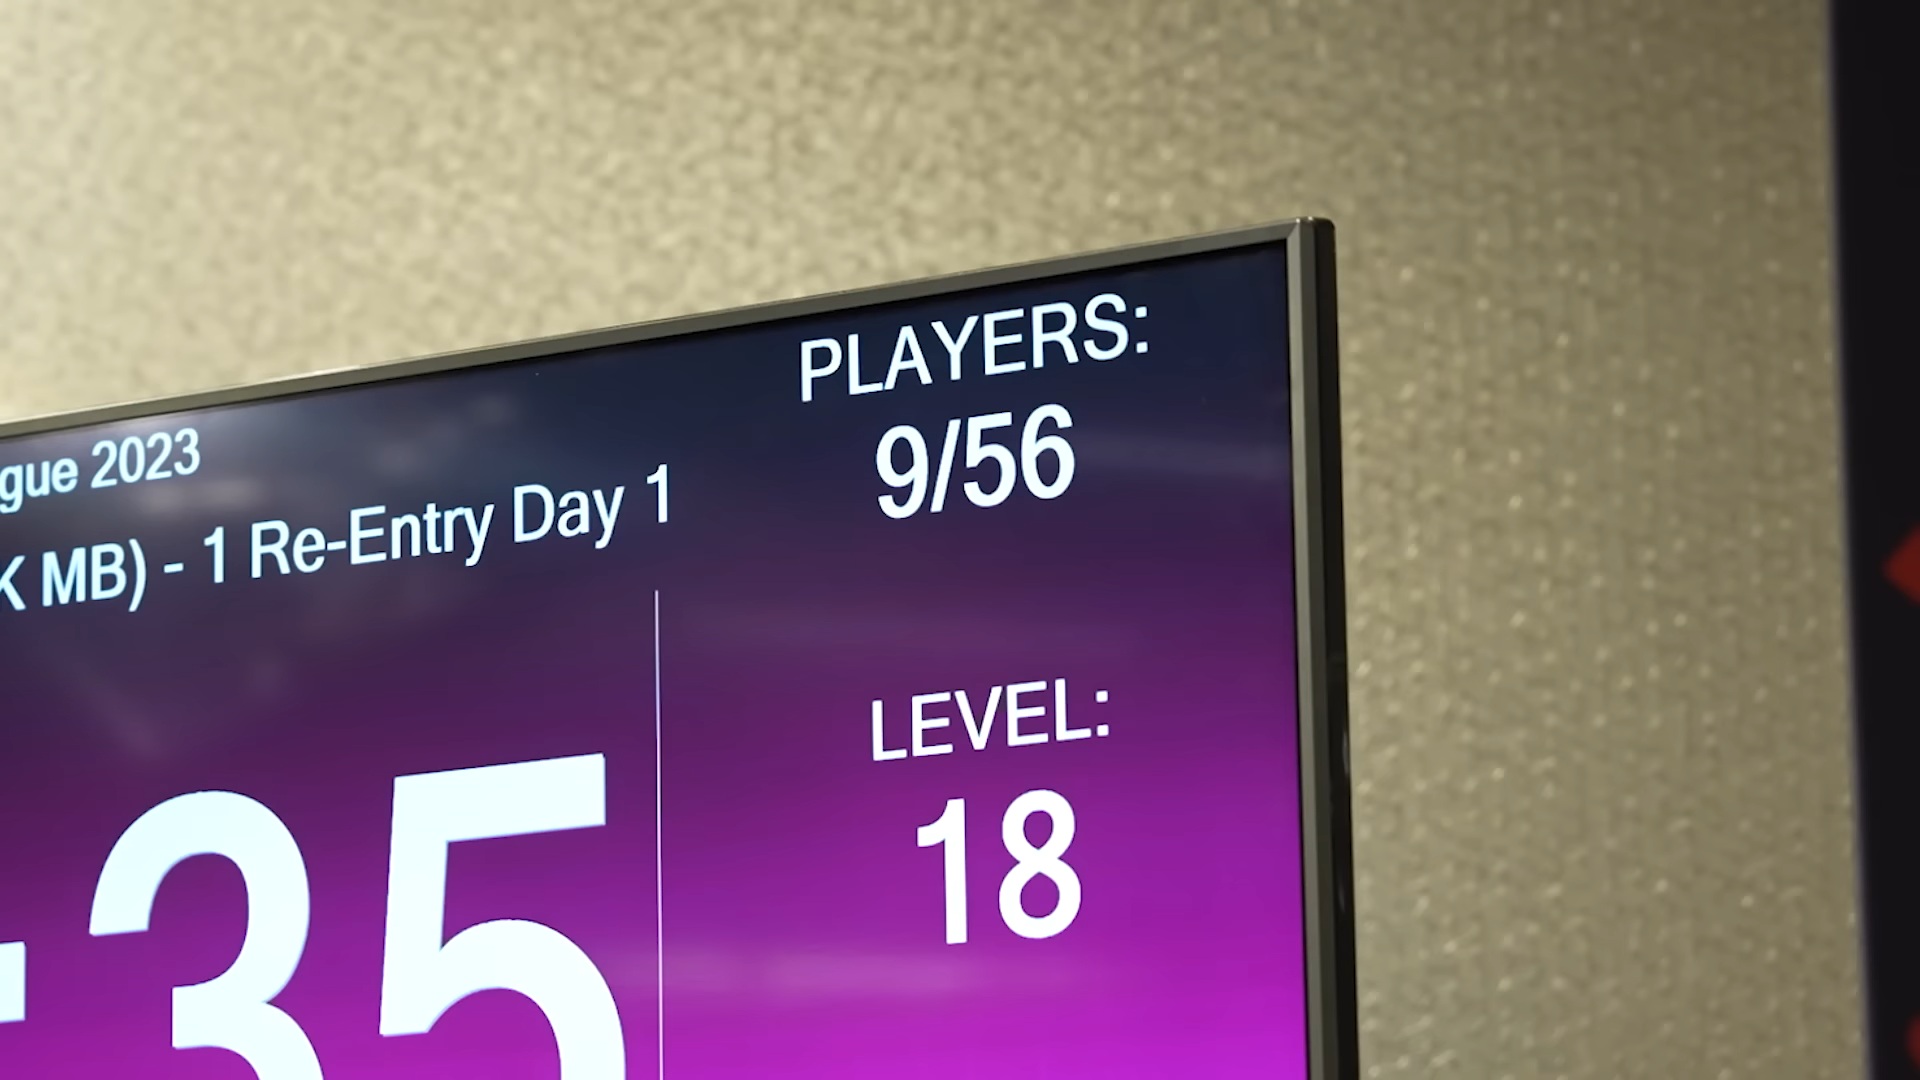 PLAYERS:
9/56
gue 2023
K MB) - 1 Re-Entry Day 1
LEVEL:
18
:35